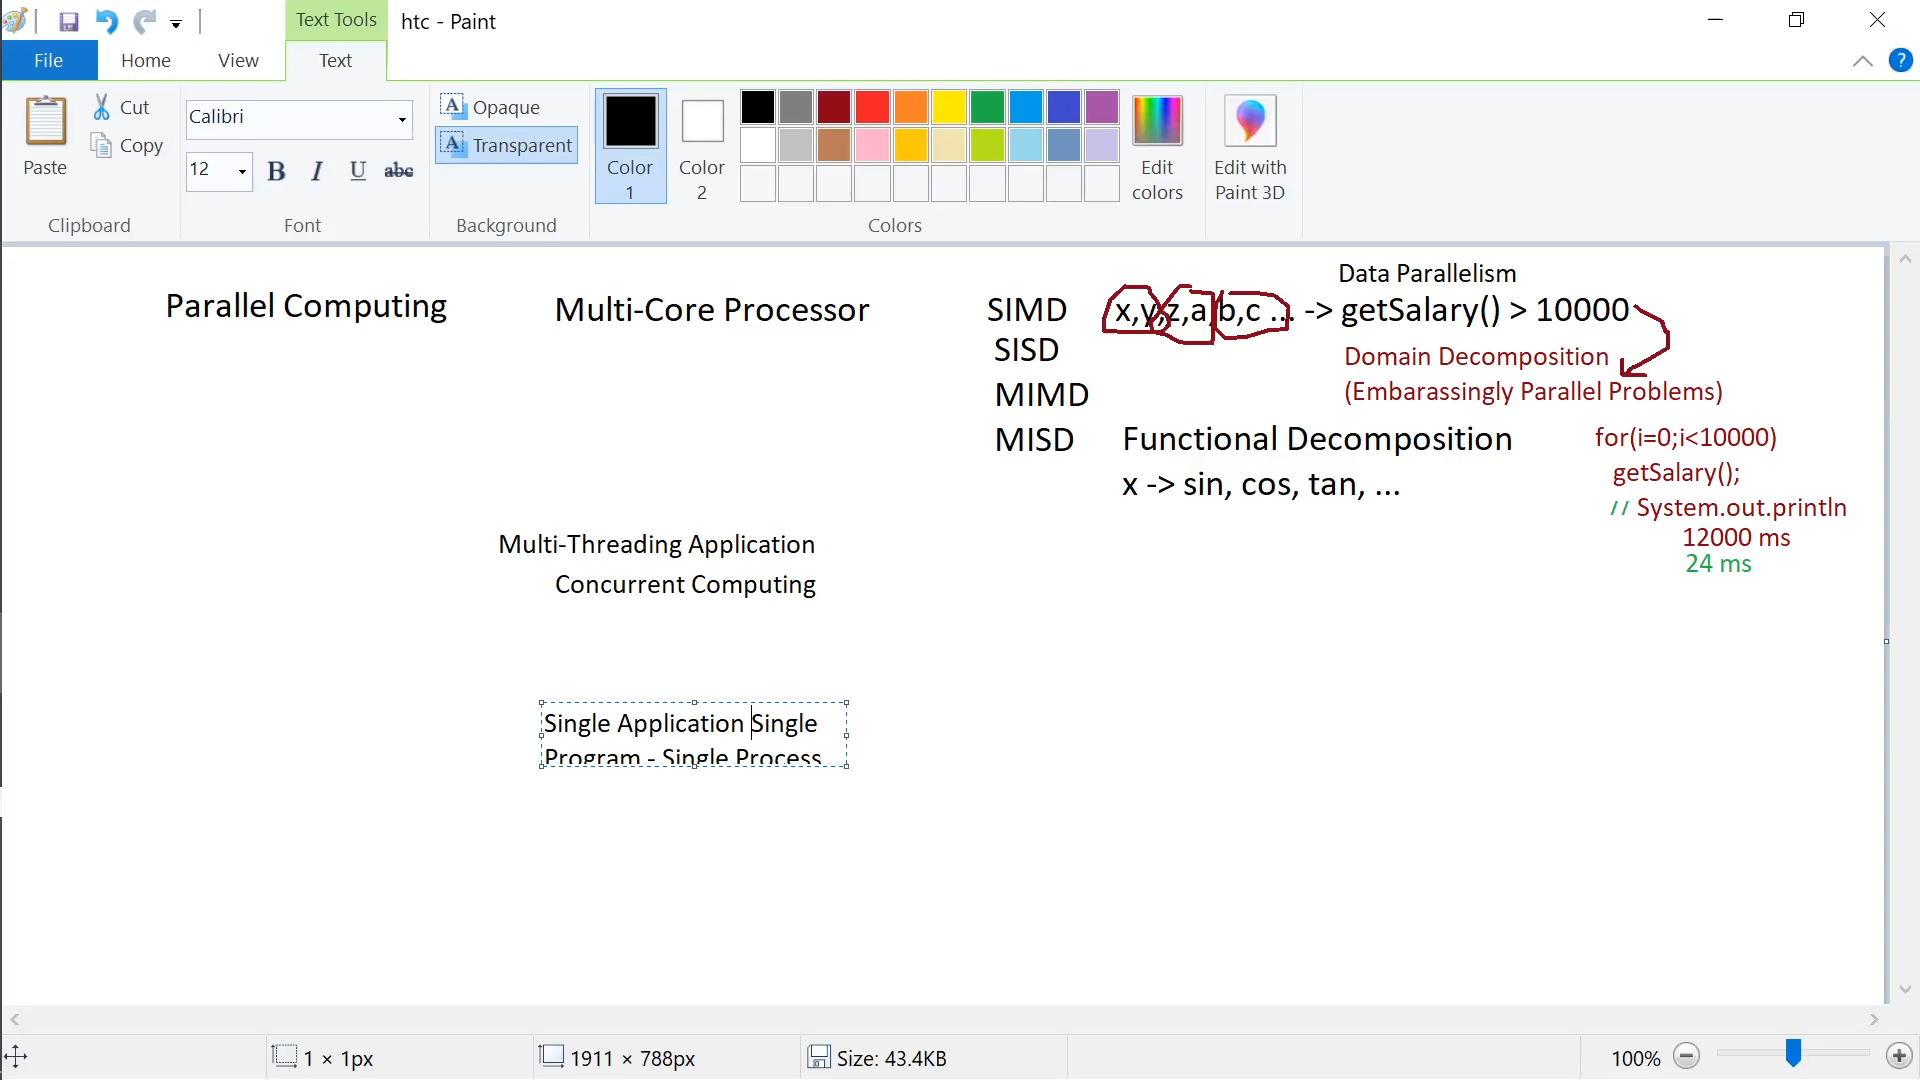 Text Tools
htc - Paint
File
Home
View
Text
?
Paste
Cut
Copy
Clipboard
Calibri
12
B
I
U
abc
Font
A Opaque
A Transparent
Background
Color 1
Color 2
Colors
Edit colors
Edit with Paint 3D
Data Parallelism
Parallel Computing
Multi-Core Processor
SIMD
x,y,z,a,b,c ... -> getSalary() > 10000
SISD
Domain Decomposition
MIMD
(Embarassingly Parallel Problems)
MISD
Functional Decomposition
for(i=0;i<10000)
getSalary();
x -> sin, cos, tan, ...
// System.out.println
12000 ms
24 ms
Multi-Threading Application
Concurrent Computing
Single Application Single
Program - Single Process
1 × 1px
1911 × 788px
Size: 43.4KB
100%